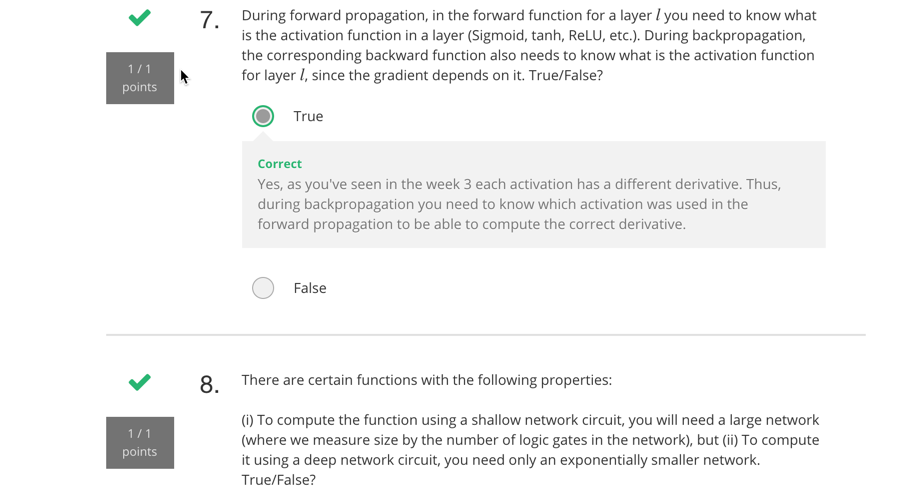 7.
During forward propagation, in the forward function for a layer l you need to know what
is the activation function in a layer (Sigmoid, tanh, ReLU, etc.). During backpropagation,
the corresponding backward function also needs to know what is the activation function
for layer l, since the gradient depends on it. True/False?
1 / 1
points
True
Correct
Yes, as you've seen in the week 3 each activation has a different derivative. Thus,
during backpropagation you need to know which activation was used in the
forward propagation to be able to compute the correct derivative.
False
8.
There are certain functions with the following properties:
1 / 1
points
(i) To compute the function using a shallow network circuit, you will need a large network
(where we measure size by the number of logic gates in the network), but (ii) To compute
it using a deep network circuit, you need only an exponentially smaller network.
True/False?